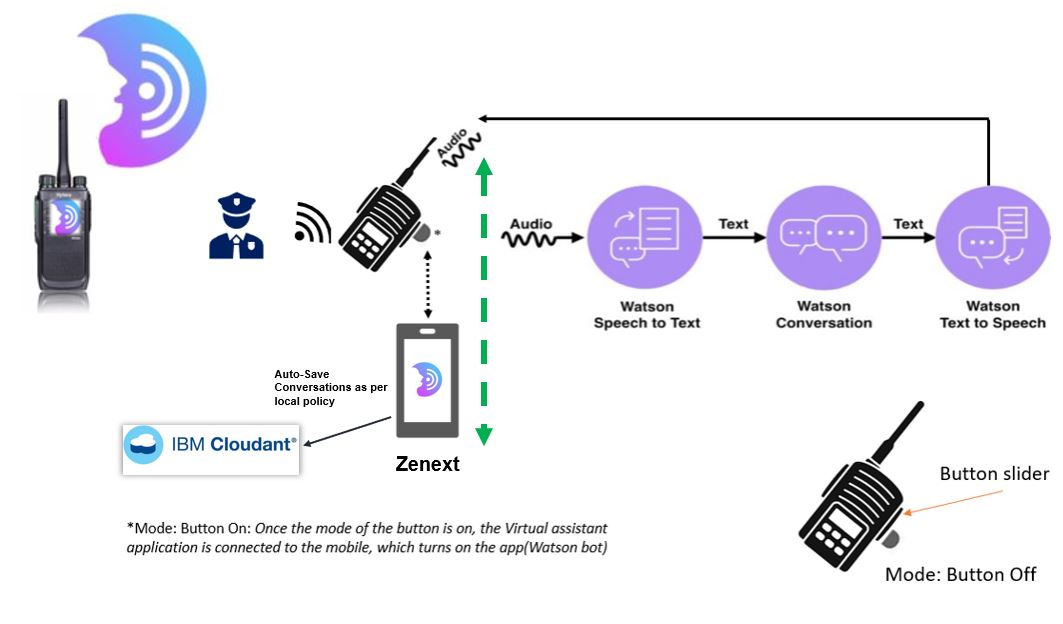 Audio
*
Audio
Text
Text
Watson
Speech to Text
Watson
Conversation
Watson
Text to Speech
Auto-Save
Conversations as per
local policy
IBM Cloudant®
Zenext
*Mode: Button On: Once the mode of the button is on, the Virtual assistant
application is connected to the mobile, which turns on the app(Watson bot)
Button slider
Mode: Button Off